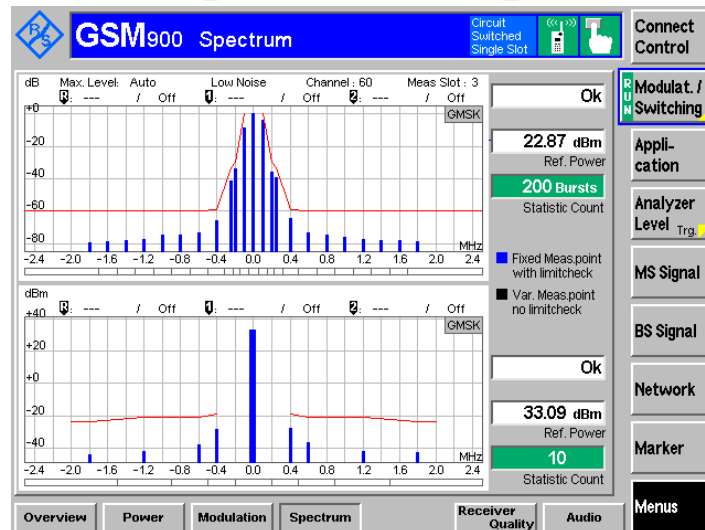 R/S GSM900 Spectrum
Circuit
Switched
Single Slot
Connect
Control
dB Max. Level: Auto Low Noise Channel : 60 Meas Slot : 3
R: --- / Off 1: --- / Off 2: --- / Off
GMSK
+0
-20
-40
-60
-80
MHz
-2.4 -2.0 -1.6 -1.2 -0.8 -0.4 0.0 0.4 0.8 1.2 1.6 2.0 2.4
Ok
22.87 dBm
Ref. Power
200 Bursts
Statistic Count
Fixed Meas.point
with limitcheck
Var. Meas.point
no limitcheck
dBm
R: --- / Off 1: --- / Off 2: --- / Off
GMSK
+40
+20
+0
-20
-40
MHz
-2.4 -2.0 -1.6 -1.2 -0.8 -0.4 0.0 0.4 0.8 1.2 1.6 2.0 2.4
Ok
33.09 dBm
Ref. Power
10
Statistic Count
RUN
Modulat. /
Switching
Appli-
cation
Analyzer
Level Trg.
MS Signal
BS Signal
Network
Marker
Menus
Overview Power Modulation Spectrum Receiver
Quality Audio